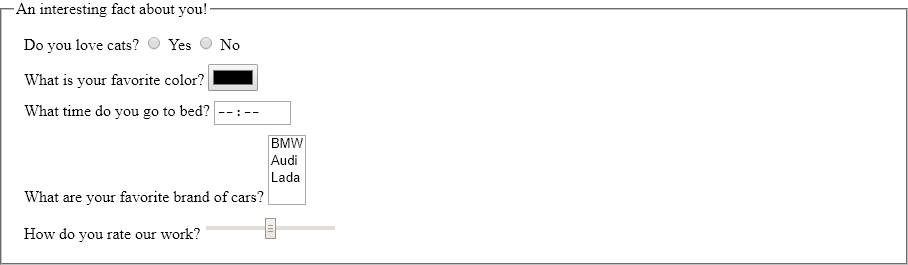 An interesting fact about you!
Do you love cats? Yes No
What is your favorite color?
What time do you go to bed? --:--
BMW
Audi
Lada
What are your favorite brand of cars?
How do you rate our work?